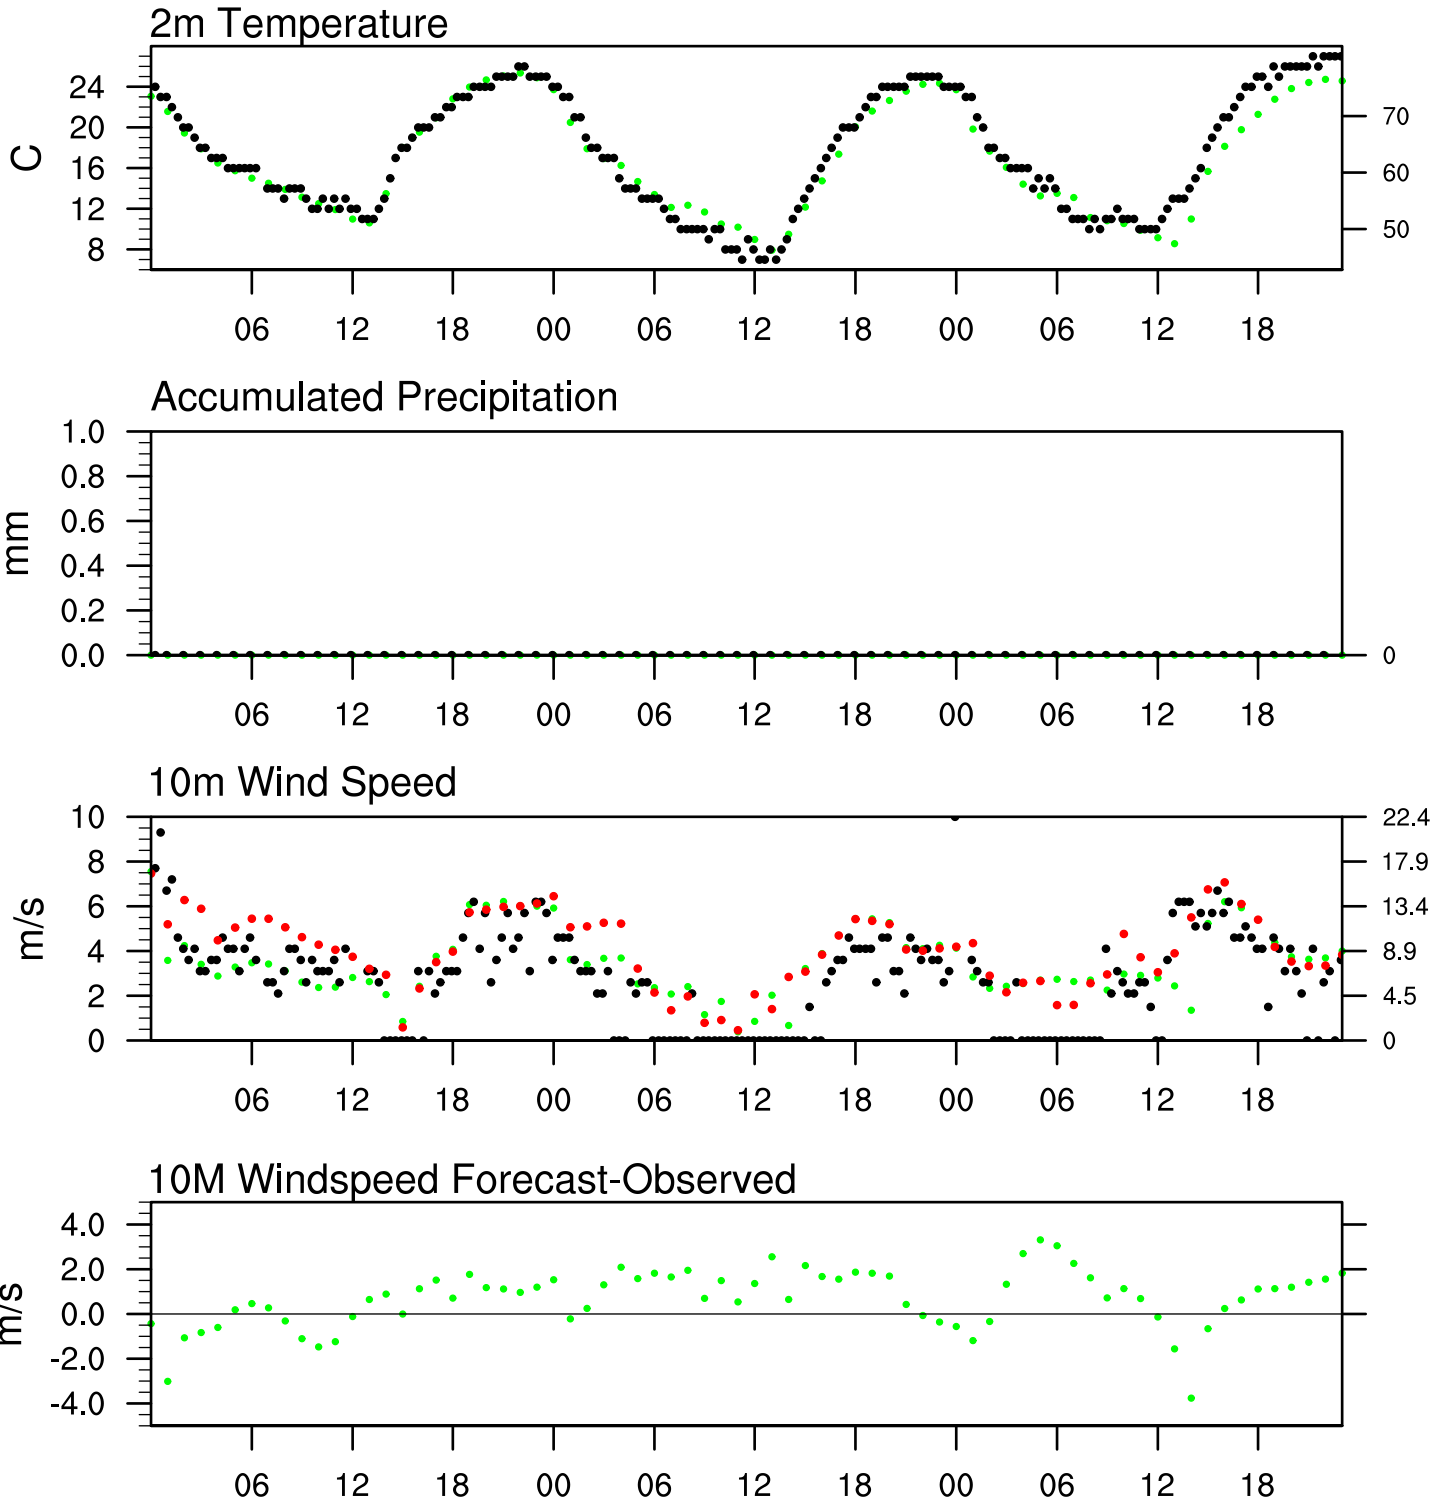 2m Temperature
C
24
20
16
12
8
70
60
50
06 12 18 00 06 12 18 00 06 12 18
Accumulated Precipitation
mm
1.0
0.8
0.6
0.4
0.2
0.0
0
06 12 18 00 06 12 18 00 06 12 18
10m Wind Speed
m/s
10
8
6
4
2
0
22.4
17.9
13.4
8.9
4.5
0
06 12 18 00 06 12 18 00 06 12 18
10M Windspeed Forecast-Observed
m/s
4.0
2.0
0.0
-2.0
-4.0
06 12 18 00 06 12 18 00 06 12 18